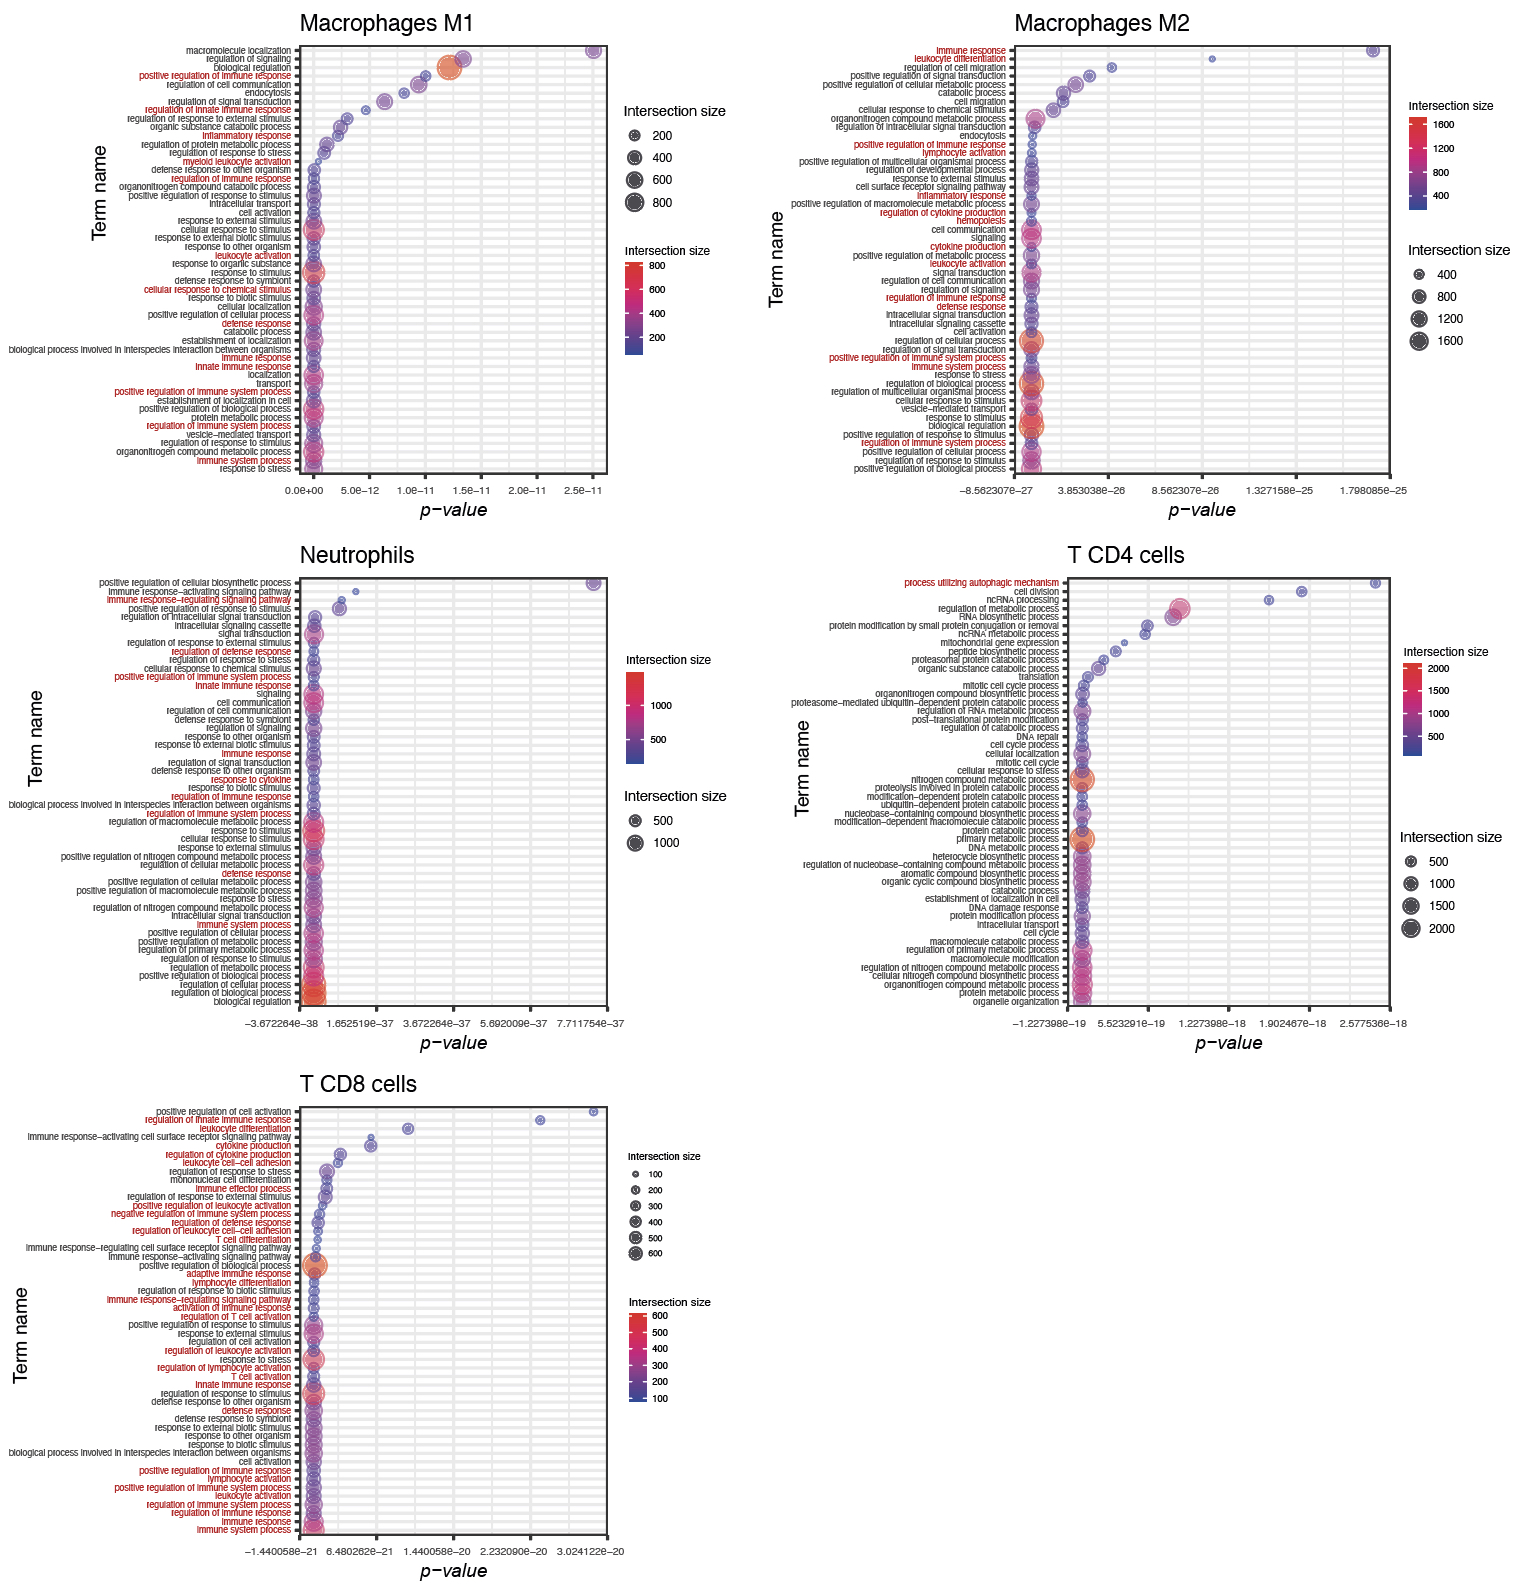 Macrophages M1
macromolecule localization
regulation of signaling
biological regulation
positive regulation of immune response
regulation of cell communication
endocytosis
regulation of signal transduction
regulation of innate immune response
regulation of response to external stimulus
organic substance catabolic process
inflammatory response
regulation of protein metabolic process
regulation of response to stress
myeloid leukocyte activation
defense response to other organism
regulation of immune response
organonitrogen compound catabolic process
positive regulation of response to stimulus
intracellular transport
cell activation
response to external stimulus
cellular response to stimulus
response to external biotic stimulus
response to other organism
leukocyte activation
response to organic substance
response to stimulus
defense response to symbiont
cellular response to chemical stimulus
response to biotic stimulus
cellular localization
positive regulation of cellular process
defense response
catabolic process
establishment of localization
biological process involved in interspecies interaction between organisms
immune response
innate immune response
localization
transport
positive regulation of immune system process
establishment of localization in cell
positive regulation of biological process
protein metabolic process
regulation of immune system process
vesicle−mediated transport
regulation of response to stimulus
organonitrogen compound metabolic process
immune system process
response to stress
Term name
0.0e+00 5.0e−12 1.0e−11 1.5e−11 2.0e−11 2.5e−11
p−value
Intersection size
200
400
600
800
Intersection size
800
600
400
200
Macrophages M2
immune response
leukocyte differentiation
regulation of cell migration
positive regulation of signal transduction
positive regulation of cellular metabolic process
catabolic process
cell migration
cellular response to chemical stimulus
organonitrogen compound metabolic process
regulation of intracellular signal transduction
endocytosis
positive regulation of immune response
lymphocyte activation
positive regulation of multicellular organismal process
regulation of developmental process
response to external stimulus
cell surface receptor signaling pathway
inflammatory response
positive regulation of macromolecule metabolic process
regulation of cytokine production
hemopoiesis
cell communication
signaling
cytokine production
positive regulation of metabolic process
leukocyte activation
signal transduction
regulation of cell communication
regulation of signaling
regulation of immune response
defense response
intracellular signal transduction
intracellular signaling cassette
cell activation
regulation of cellular process
regulation of signal transduction
positive regulation of immune system process
immune system process
response to stress
regulation of biological process
regulation of multicellular organismal process
cellular response to stimulus
vesicle−mediated transport
response to stimulus
biological regulation
positive regulation of response to stimulus
regulation of immune system process
positive regulation of cellular process
regulation of response to stimulus
positive regulation of biological process
Term name
−8.562307e−27 3.853038e−26 8.562307e−26 1.327158e−25 1.798085e−25
p−value
Intersection size
1600
1200
800
400
Intersection size
400
800
1200
1600
Neutrophils
positive regulation of cellular biosynthetic process
immune response−activating signaling pathway
immune response−regulating signaling pathway
positive regulation of response to stimulus
regulation of intracellular signal transduction
intracellular signaling cassette
signal transduction
regulation of response to external stimulus
regulation of defense response
regulation of response to stress
cellular response to chemical stimulus
positive regulation of immune system process
innate immune response
signaling
cell communication
regulation of cell communication
defense response to symbiont
regulation of signaling
response to other organism
response to external biotic stimulus
immune response
regulation of signal transduction
defense response to other organism
response to cytokine
response to biotic stimulus
regulation of immune response
biological process involved in interspecies interaction between organisms
regulation of immune system process
regulation of macromolecule metabolic process
response to stimulus
cellular response to stimulus
response to external stimulus
positive regulation of nitrogen compound metabolic process
regulation of cellular metabolic process
defense response
positive regulation of cellular metabolic process
positive regulation of macromolecule metabolic process
response to stress
regulation of nitrogen compound metabolic process
intracellular signal transduction
immune system process
positive regulation of cellular process
positive regulation of metabolic process
regulation of primary metabolic process
regulation of response to stimulus
regulation of metabolic process
positive regulation of biological process
regulation of cellular process
regulation of biological process
biological regulation
Term name
−3.672264e−38 1.652519e−37 3.672264e−37 5.692009e−37 7.711754e−37
p−value
Intersection size
1000
500
Intersection size
500
1000
T CD4 cells
process utilizing autophagic mechanism
cell division
ncRNA processing
regulation of metabolic process
RNA biosynthetic process
protein modification by small protein conjugation or removal
ncRNA metabolic process
mitochondrial gene expression
peptide biosynthetic process
proteasomal protein catabolic process
organic substance catabolic process
translation
mitotic cell cycle process
organonitrogen compound biosynthetic process
proteasome−mediated ubiquitin−dependent protein catabolic process
regulation of RNA metabolic process
post−translational protein modification
regulation of catabolic process
DNA repair
cell cycle process
cellular localization
mitotic cell cycle
cellular response to stress
nitrogen compound metabolic process
proteolysis involved in protein catabolic process
modification−dependent protein catabolic process
ubiquitin−dependent protein catabolic process
nucleobase−containing compound biosynthetic process
modification−dependent macromolecule catabolic process
protein catabolic process
primary metabolic process
DNA metabolic process
heterocycle biosynthetic process
regulation of nucleobase−containing compound metabolic process
aromatic compound biosynthetic process
organic cyclic compound biosynthetic process
catabolic process
establishment of localization in cell
DNA damage response
protein modification process
intracellular transport
cell cycle
macromolecule catabolic process
regulation of primary metabolic process
macromolecule modification
regulation of nitrogen compound metabolic process
cellular nitrogen compound biosynthetic process
organonitrogen compound metabolic process
protein metabolic process
organelle organization
Term name
−1.227398e−19 5.523291e−19 1.227398e−18 1.902467e−18 2.577536e−18
p−value
Intersection size
2000
1500
1000
500
Intersection size
500
1000
1500
2000
T CD8 cells
positive regulation of cell activation
regulation of innate immune response
leukocyte differentiation
immune response−activating cell surface receptor signaling pathway
cytokine production
regulation of cytokine production
leukocyte cell−cell adhesion
regulation of response to stress
mononuclear cell differentiation
immune effector process
regulation of response to external stimulus
positive regulation of leukocyte activation
negative regulation of immune system process
regulation of defense response
regulation of leukocyte cell−cell adhesion
T cell differentiation
immune response−regulating cell surface receptor signaling pathway
immune response−activating signaling pathway
positive regulation of biological process
adaptive immune response
lymphocyte differentiation
regulation of response to biotic stimulus
immune response−regulating signaling pathway
activation of immune response
regulation of T cell activation
positive regulation of response to stimulus
response to external stimulus
regulation of cell activation
regulation of leukocyte activation
response to stress
regulation of lymphocyte activation
T cell activation
innate immune response
regulation of response to stimulus
defense response to other organism
defense response
defense response to symbiont
response to external biotic stimulus
response to other organism
response to biotic stimulus
biological process involved in interspecies interaction between organisms
cell activation
positive regulation of immune response
lymphocyte activation
positive regulation of immune system process
leukocyte activation
regulation of immune system process
regulation of immune response
immune response
immune system process
Term name
−1.440058e−21 6.480262e−21 1.440058e−20 2.232090e−20 3.024122e−20
p−value
Intersection size
100
200
300
400
500
600
Intersection size
600
500
400
300
200
100